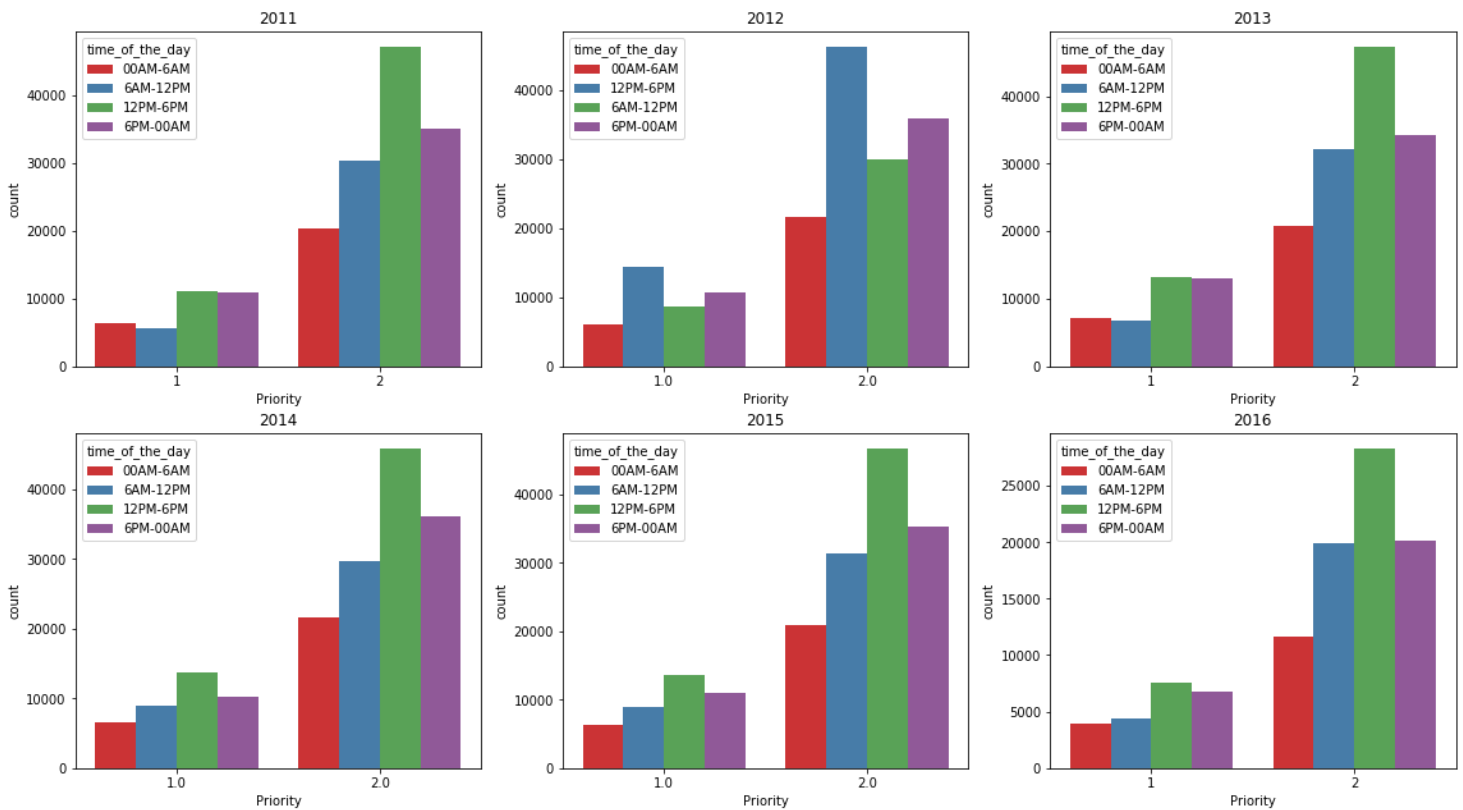 2011
time_of_the_day
00AM-6AM
6AM-12PM
12PM-6PM
6PM-00AM
count
40000
30000
20000
10000
0
1
2
Priority
2012
time_of_the_day
00AM-6AM
12PM-6PM
6AM-12PM
6PM-00AM
count
40000
30000
20000
10000
0
1.0
2.0
Priority
2013
time_of_the_day
00AM-6AM
6AM-12PM
12PM-6PM
6PM-00AM
count
40000
30000
20000
10000
0
1
2
Priority
2014
time_of_the_day
00AM-6AM
6AM-12PM
12PM-6PM
6PM-00AM
count
40000
30000
20000
10000
0
1.0
2.0
Priority
2015
time_of_the_day
00AM-6AM
6AM-12PM
12PM-6PM
6PM-00AM
count
40000
30000
20000
10000
0
1.0
2.0
Priority
2016
time_of_the_day
00AM-6AM
6AM-12PM
12PM-6PM
6PM-00AM
count
25000
20000
15000
10000
5000
0
1
2
Priority